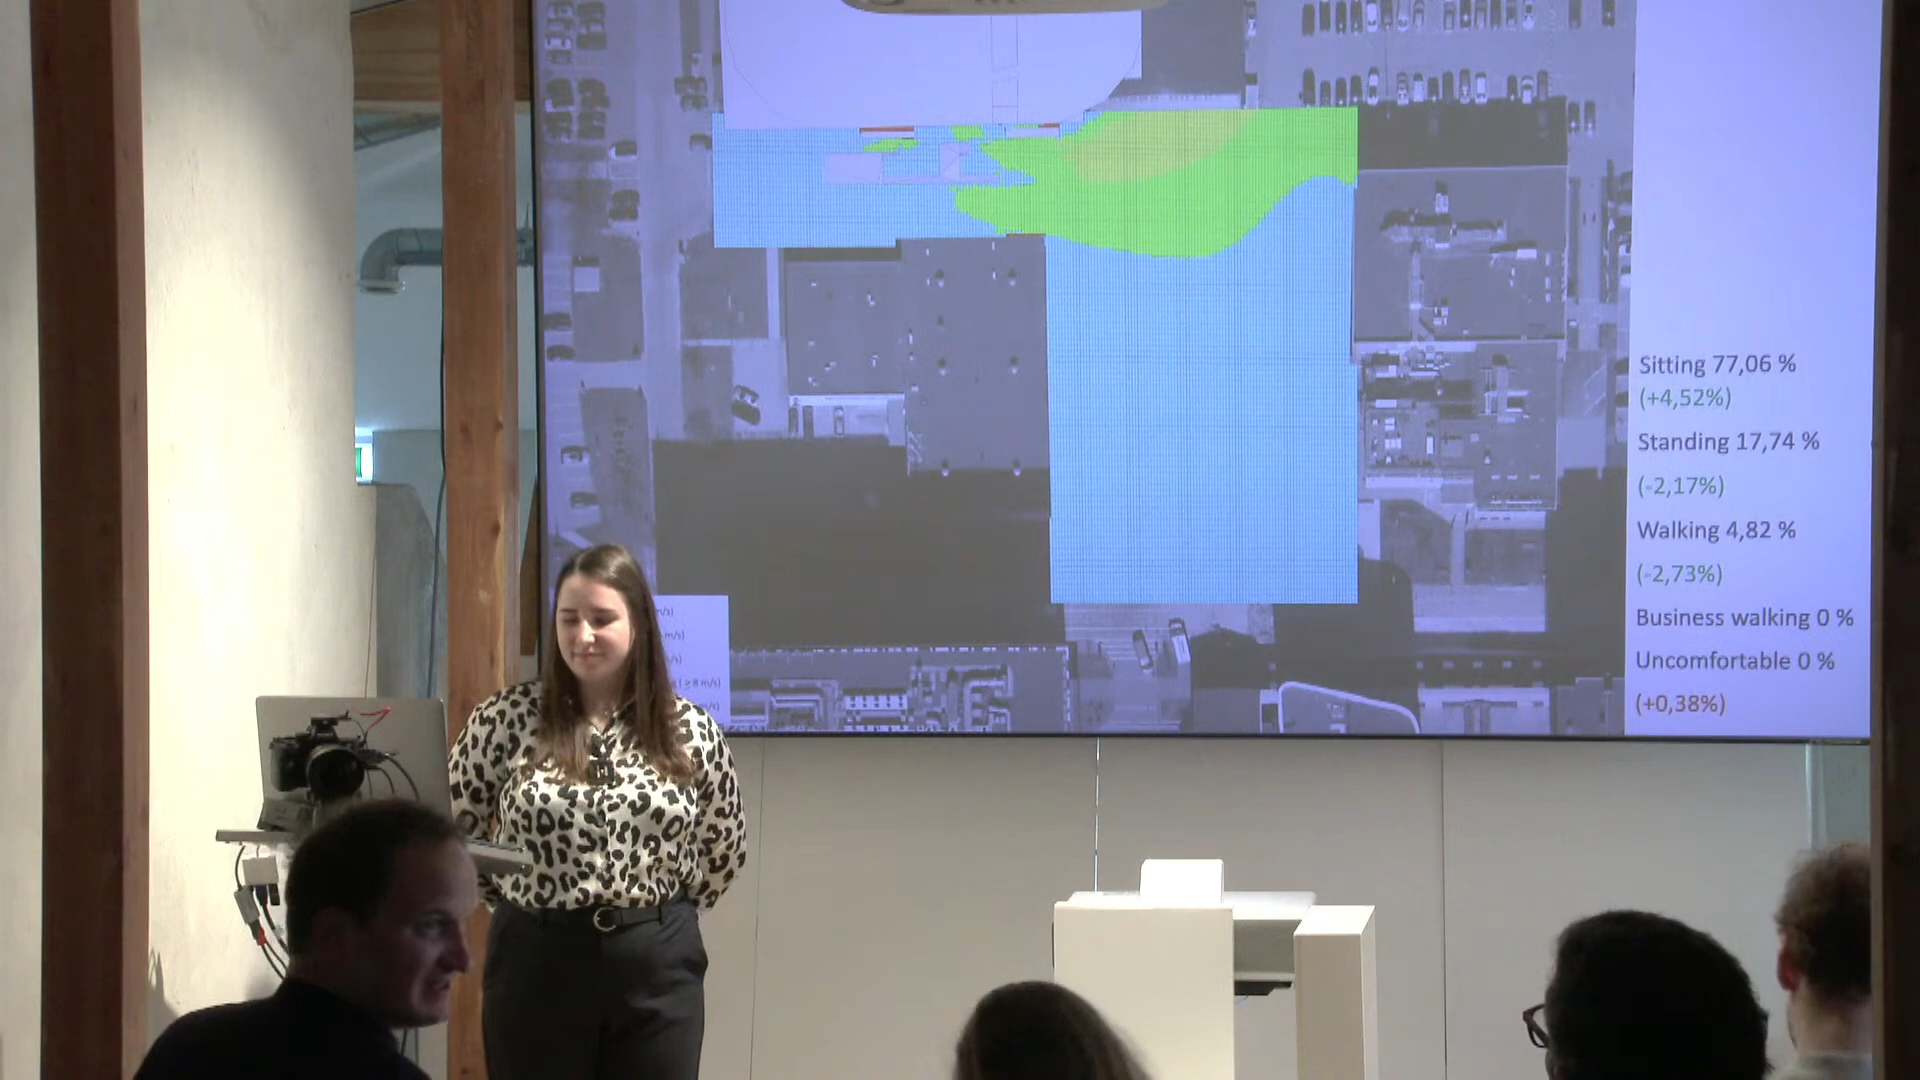 Sitting 77,06 %
(+4,52%)
Standing 17,74 %
(-2,17%)
Walking 4,82 %
(-2,73%)
Business walking 0 %
Uncomfortable 0 %
(+0,38%)
m/s)
m/s)
/s)
(≥8 m/s)
m/s)